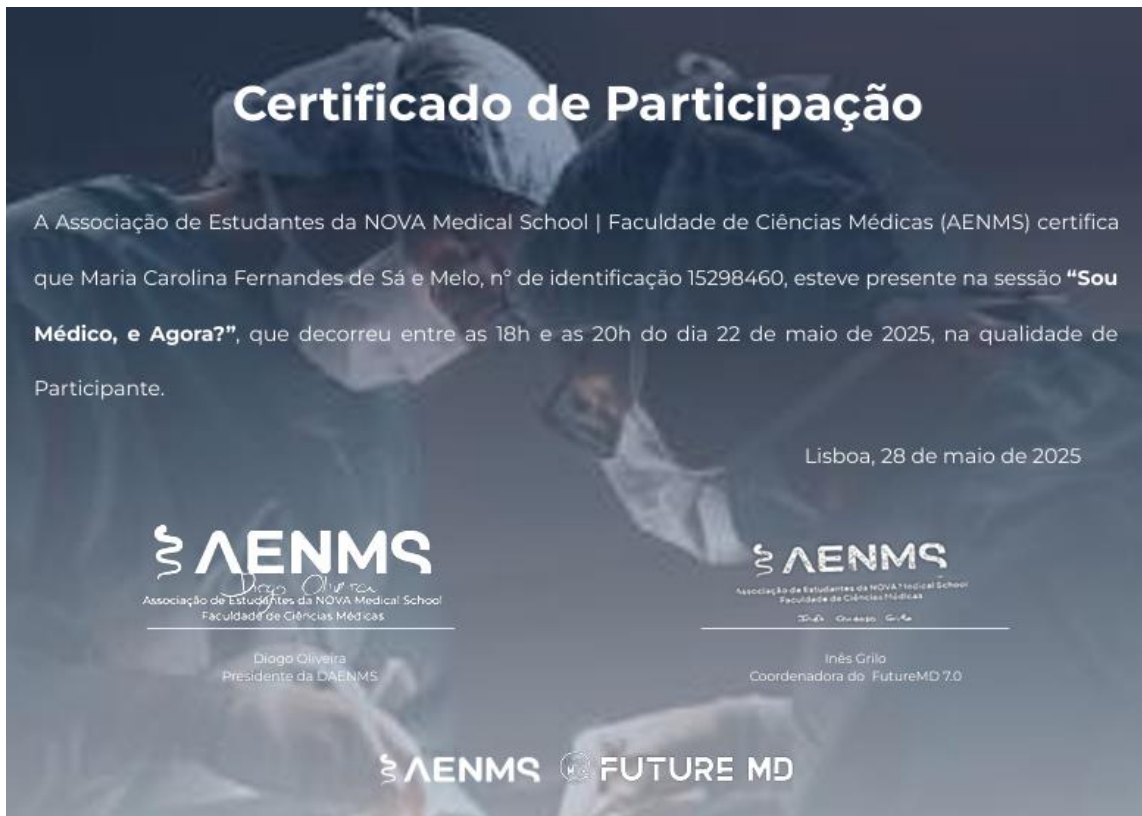 Certificado de Participação
A Associação de Estudantes da NOVA Medical School | Faculdade de Ciências Médicas (AENMS) certifica
que Maria Carolina Fernandes de Sá e Melo, nº de identificação 15298460, esteve presente na sessão “Sou
Médico, e Agora?”, que decorreu entre as 18h e as 20h do dia 22 de maio de 2025, na qualidade de
Participante.
Lisboa, 28 de maio de 2025
AENMS
Diogo Oliveira
Associação de Estudantes da NOVA Medical School
Faculdade de Ciências Médicas
Diogo Oliveira
Presidente da DAENMS
AENMS
Associação de Estudantes da NOVA Medical School
Faculdade de Ciências Médicas
Inês Grilo
Inês Grilo
Coordenadora do FutureMD 7.0
AENMS FUTURE MD